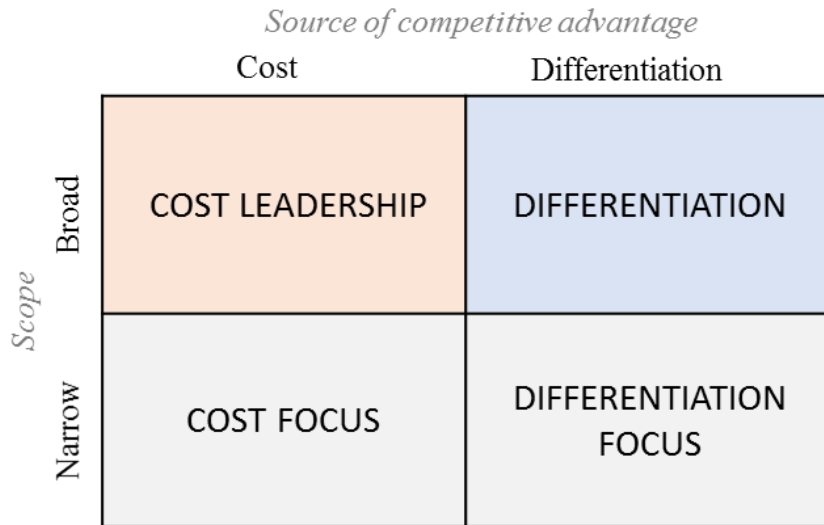 Source of competitive advantage
Cost
Differentiation
Scope
Broad
COST LEADERSHIP
DIFFERENTIATION
Narrow
COST FOCUS
DIFFERENTIATION
FOCUS